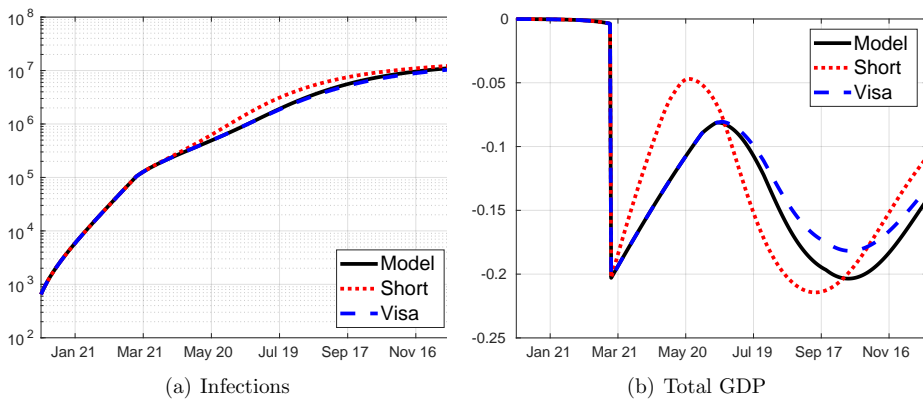 10^8
10^7
10^6
10^5
10^4
10^3
10^2
Jan 21 Mar 21 May 20 Jul 19 Sep 17 Nov 16
Model
Short
Visa
(a) Infections
0
-0.05
-0.1
-0.15
-0.2
-0.25
Jan 21 Mar 21 May 20 Jul 19 Sep 17 Nov 16
Model
Short
Visa
(b) Total GDP